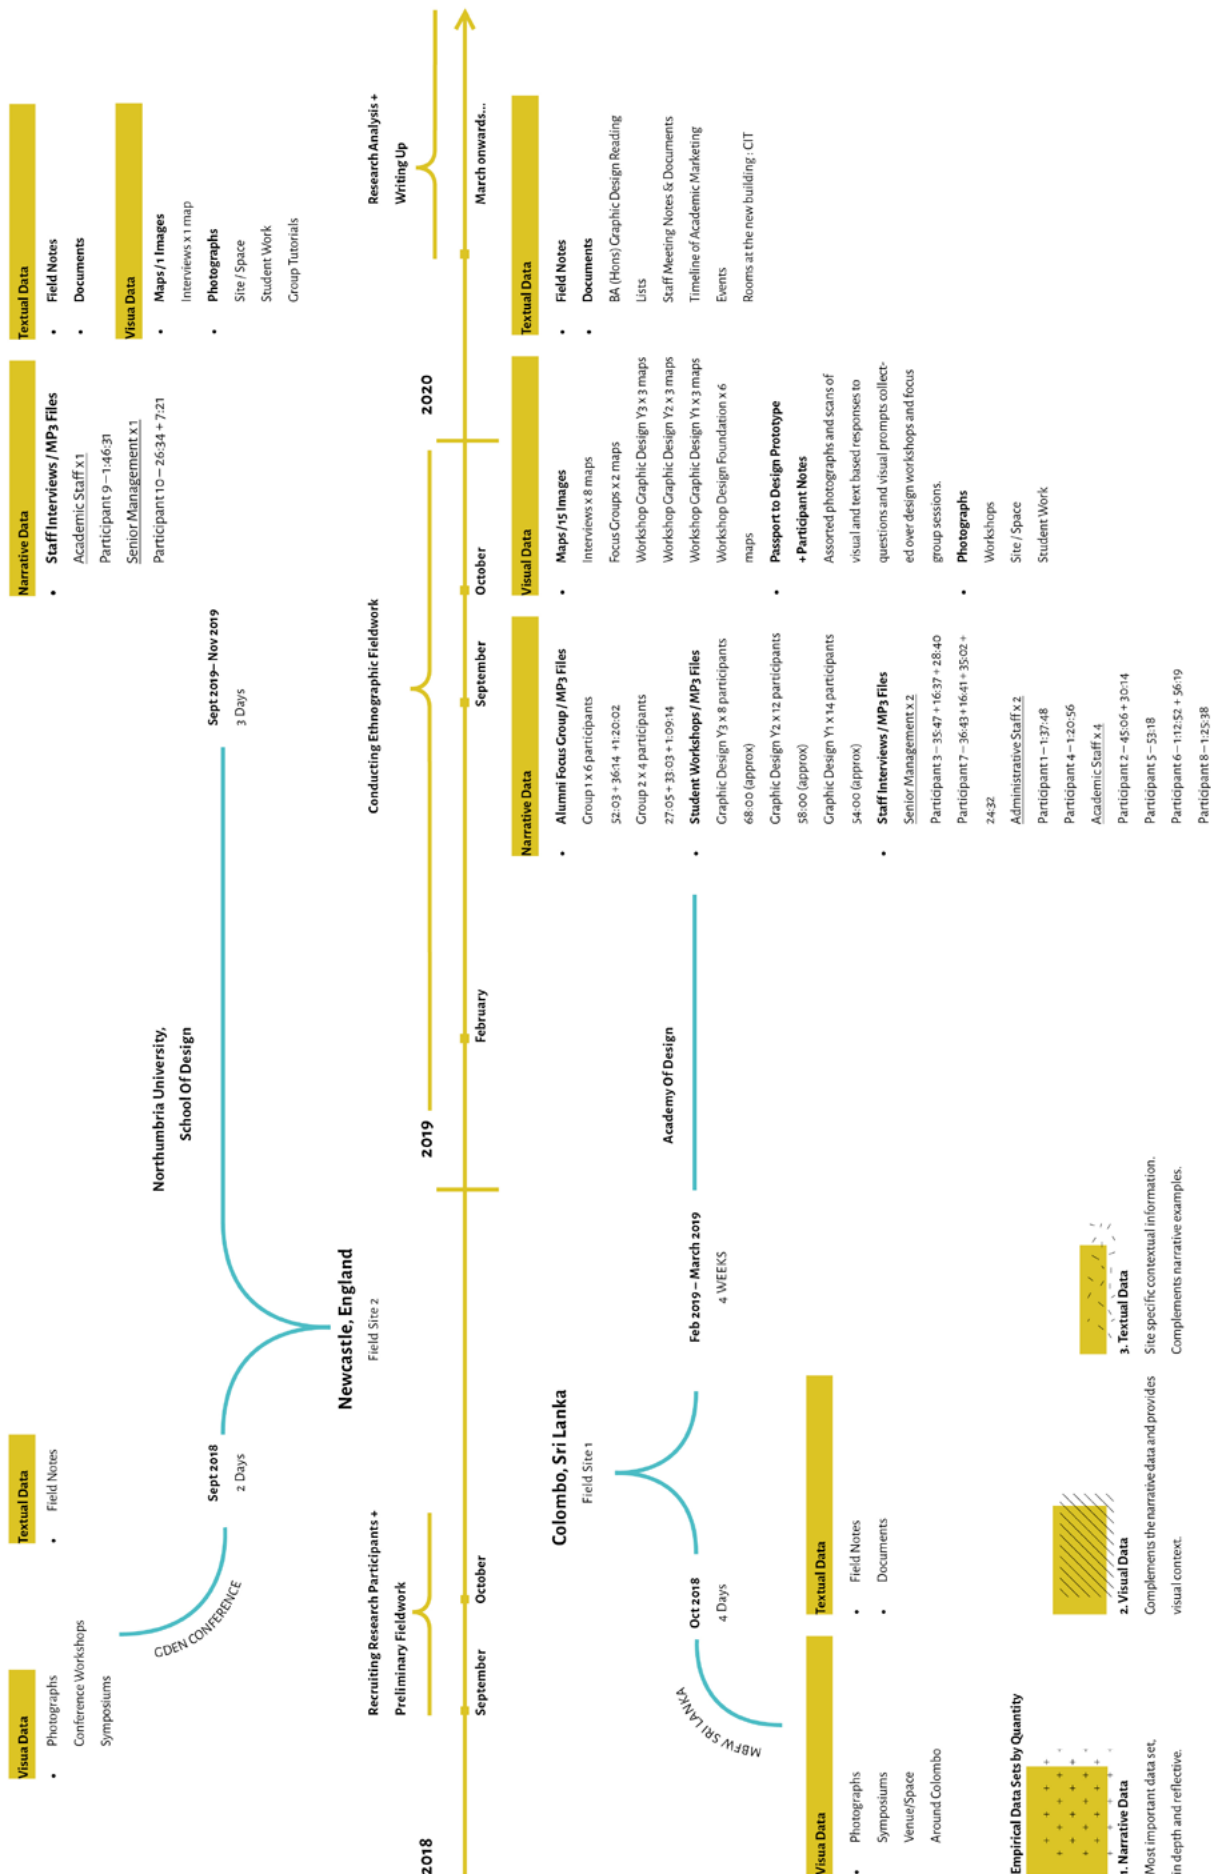 Visua Data
• Photographs
Conference Workshops
Symposiums
Textual Data
• Field Notes
GDEN CONFERENCE
Sept 2018
2 Days
Newcastle, England
Field Site 2
Northumbria University,
School Of Design
Sept 2019– Nov 2019
3 Days
Narrative Data
• Staff Interviews / MP3 Files
Academic Staff x 1
Participant 9 – 1:46:31
Senior Management x 1
Participant 10 – 26:34 + 7:21
Textual Data
• Field Notes
• Documents
Visua Data
• Maps / 1 Images
Interviews x 1 map
• Photographs
Site / Space
Student Work
Group Tutorials
Recruiting Research Participants +
Preliminary Fieldwork
Conducting Ethnographic Fieldwork
Research Analysis +
Writing Up
2018
September
October
2019
February
September
October
2020
March onwards...
Colombo, Sri Lanka
Field Site 1
MBFW SRI LANKA
Oct 2018
4 Days
Feb 2019 – March 2019
4 WEEKS
Academy Of Design
Visua Data
• Photographs
Symposiums
Venue/Space
Around Colombo
Textual Data
• Field Notes
• Documents
Narrative Data
• Alumni Focus Group / MP3 Files
Group 1 x 6 participants
52:03 + 36:14 +1:20:02
Group 2 x 4 participants
27:05 + 33:03 + 1:09:14
• Student Workshops / MP3 Files
Graphic Design Y3 x 8 participants
68:00 (approx)
Graphic Design Y2 x 12 participants
58:00 (approx)
Graphic Design Y1 x 14 participants
54:00 (approx)
• Staff Interviews / MP3 Files
Senior Management x 2
Participant 3 – 35:47 + 16:37 + 28:40
Participant 7 – 36:43 + 16:41 + 35:02 +
24:32
Administrative Staff x 2
Participant 1 – 1:37:48
Participant 4 – 1:20:56
Academic Staff x 4
Participant 2 – 45:06 + 30:14
Participant 5 – 53:18
Participant 6 – 1:12:52 + 56:19
Participant 8 – 1:25:38
Visual Data
• Maps / 15 Images
Interviews x 8 maps
Focus Groups x 2 maps
Workshop Graphic Design Y3 x 3 maps
Workshop Graphic Design Y2 x 3 maps
Workshop Graphic Design Y1 x 3 maps
Workshop Design Foundation x 6
maps
• Passport to Design Prototype
+ Participant Notes
Assorted photographs and scans of
visual and text based responses to
questions and visual prompts collect-
ed over design workshops and focus
group sessions.
• Photographs
Workshops
Site / Space
Student Work
Textual Data
• Field Notes
• Documents
BA (Hons) Graphic Design Reading
Lists
Staff Meeting Notes & Documents
Timeline of Academic Marketing
Events
Rooms at the new building : CIT
Empirical Data Sets by Quantity
1. Narrative Data
Most important data set,
in depth and reflective.
2. Visual Data
Complements the narrative data and provides
visual context.
3. Textual Data
Site specific contextual information.
Complements narrative examples.